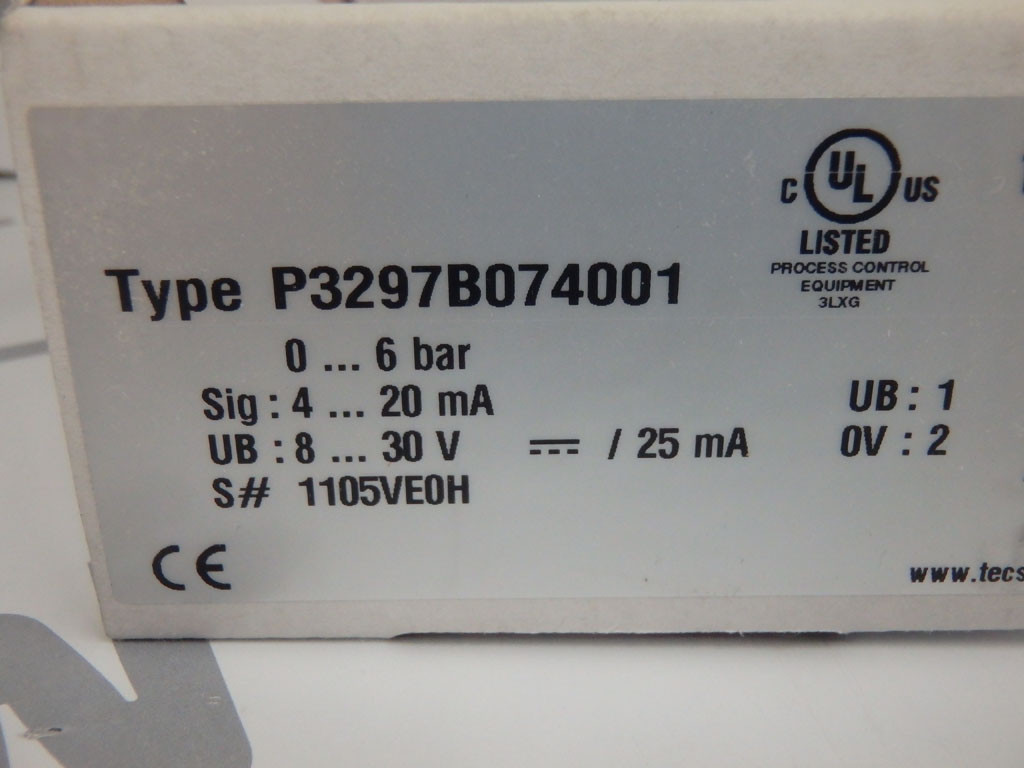 C UL US
LISTED
PROCESS CONTROL
EQUIPMENT
3LXG
Type P3297B074001
0 ... 6 bar
Sig : 4 ... 20 mA
UB : 8 ... 30 V ⎓ / 25 mA
S# 1105VE0H
UB : 1
0V : 2
CE
www.tecs